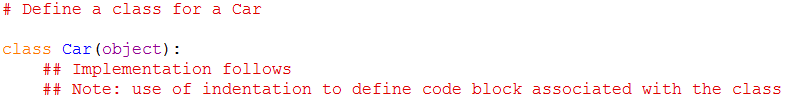 # Define a class for a Car
class Car(object):
## Implementation follows
## Note: use of indentation to define code block associated with the class